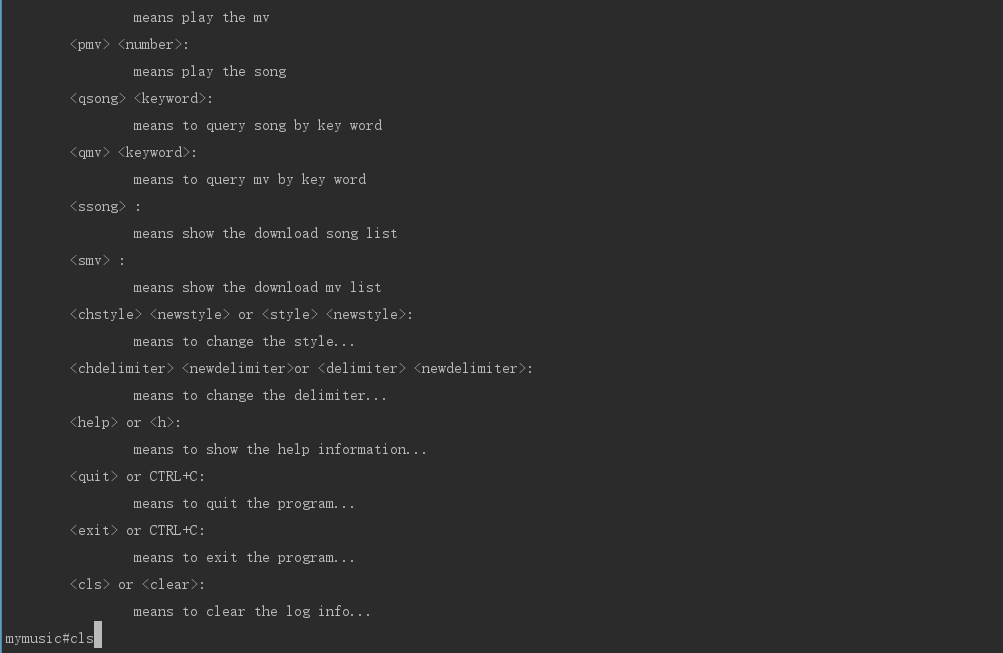 means play the mv
<pmv> <number>:
means play the song
<qsong> <keyword>:
means to query song by key word
<qmv> <keyword>:
means to query mv by key word
<ssong> :
means show the download song list
<smv> :
means show the download mv list
<chstyle> <newstyle> or <style> <newstyle>:
means to change the style...
<chdelimiter> <newdelimiter>or <delimiter> <newdelimiter>:
means to change the delimiter...
<help> or <h>:
means to show the help information...
<quit> or CTRL+C:
means to quit the program...
<exit> or CTRL+C:
means to exit the program...
<cls> or <clear>:
means to clear the log info...
mymusic#cls